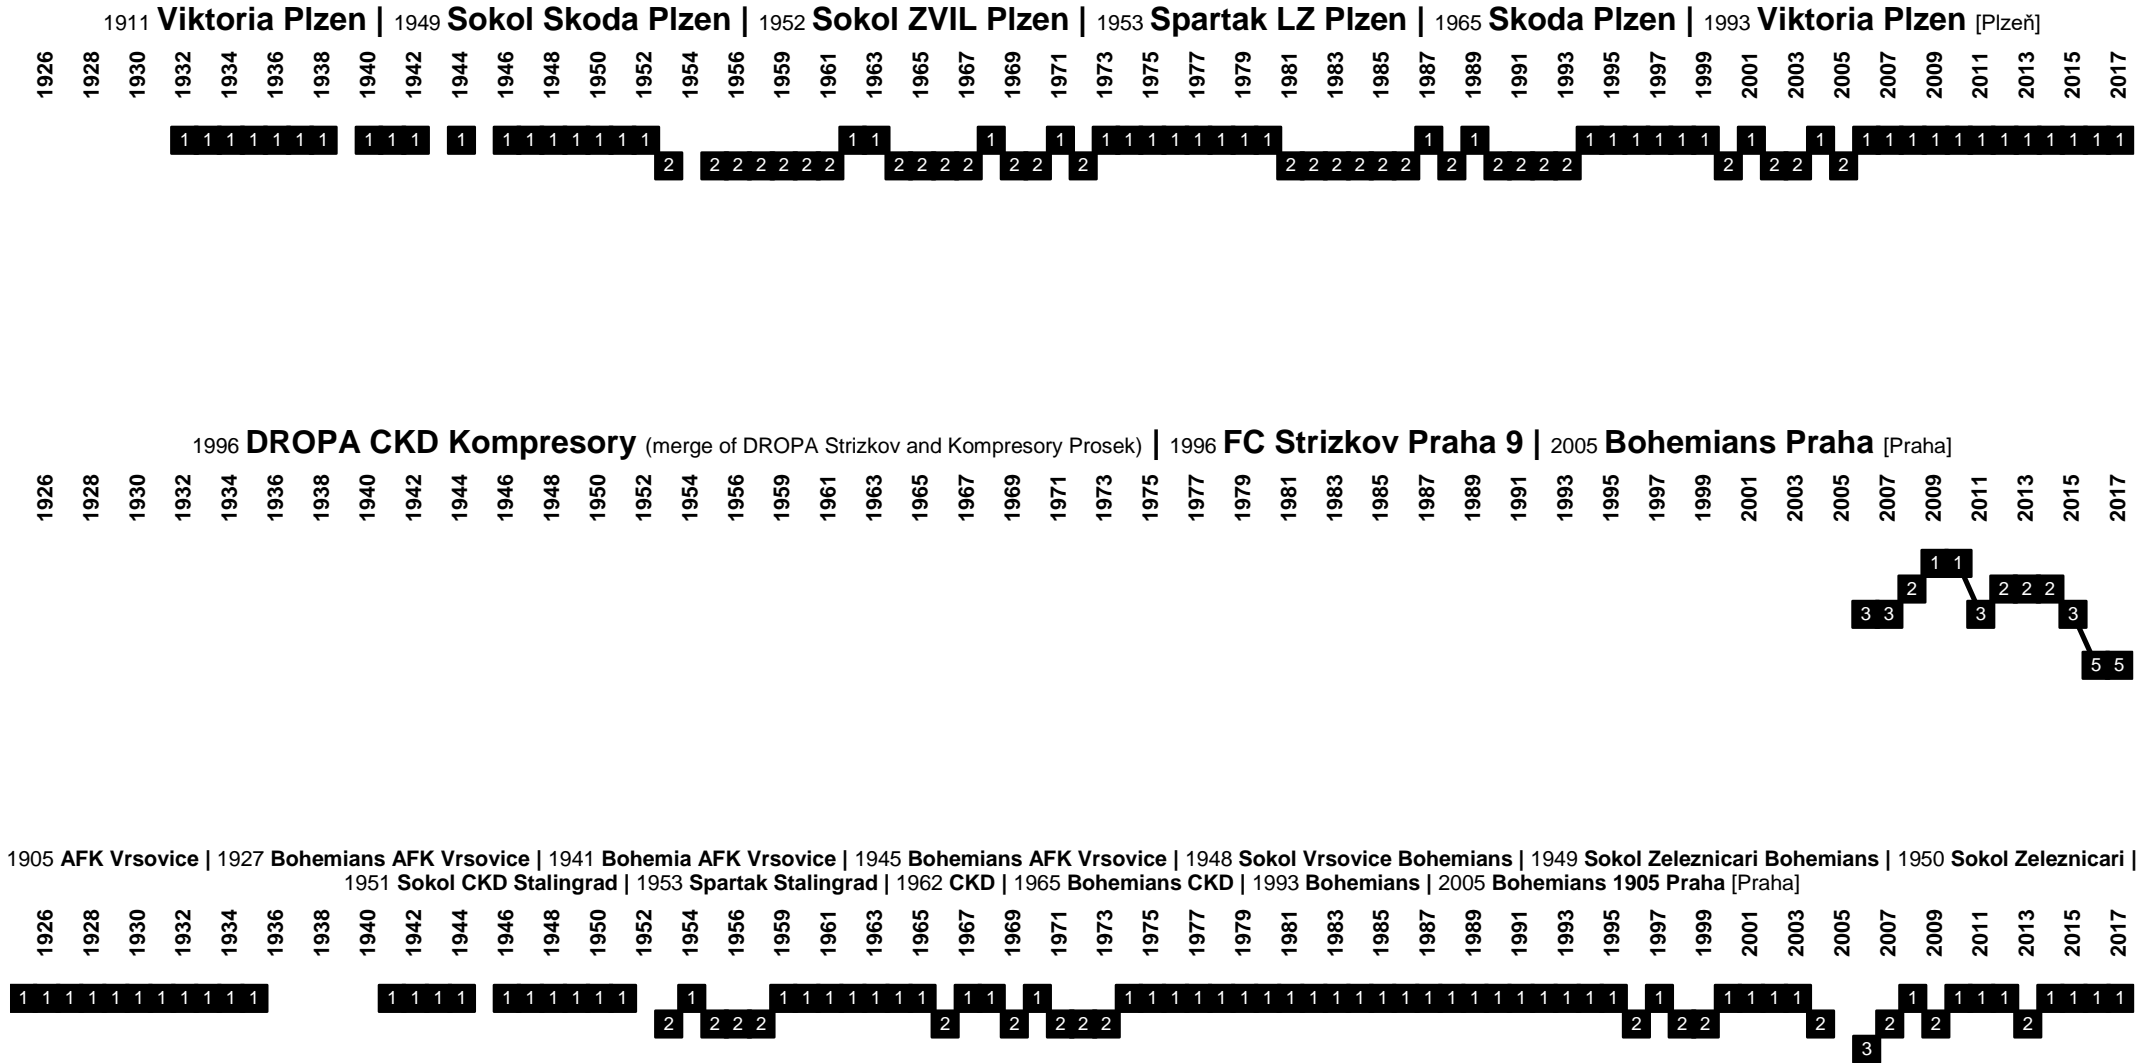 1911 Viktoria Plzen | 1949 Sokol Skoda Plzen | 1952 Sokol ZVIL Plzen | 1953 Spartak LZ Plzen | 1965 Skoda Plzen | 1993 Viktoria Plzen [Plzeň]
1926 1928 1930 1932 1934 1936 1938 1940 1942 1944 1946 1948 1950 1952 1954 1956 1959 1961 1963 1965 1967 1969 1971 1973 1975 1977 1979 1981 1983 1985 1987 1989 1991 1993 1995 1997 1999 2001 2003 2005 2007 2009 2011 2013 2015 2017
1 1 1 1 1 1 1 1 1 1 1 1 1 1 1 1 1 1 1 1 1 1 1 1 1 1 1 1 1 1 1 1 1 1 1 1 1 1 1 1 1 1 1 1 1 1 1 1 1 1 1 1 1
2 2 2 2 2 2 2 2 2 2 2 2 2 2 2 2 2 2 2 2 2 2 2 2 2 2 2 2 2 2
1996 DROPA CKD Kompresory (merge of DROPA Strizkov and Kompresory Prosek) | 1996 FC Strizkov Praha 9 | 2005 Bohemians Praha [Praha]
1926 1928 1930 1932 1934 1936 1938 1940 1942 1944 1946 1948 1950 1952 1954 1956 1959 1961 1963 1965 1967 1969 1971 1973 1975 1977 1979 1981 1983 1985 1987 1989 1991 1993 1995 1997 1999 2001 2003 2005 2007 2009 2011 2013 2015 2017
1 1
2 2 2 2
3 3 3 3
5 5
1905 AFK Vrsovice | 1927 Bohemians AFK Vrsovice | 1941 Bohemia AFK Vrsovice | 1945 Bohemians AFK Vrsovice | 1948 Sokol Vrsovice Bohemians | 1949 Sokol Zeleznicari Bohemians | 1950 Sokol Zeleznicari |
1951 Sokol CKD Stalingrad | 1953 Spartak Stalingrad | 1962 CKD | 1965 Bohemians CKD | 1993 Bohemians | 2005 Bohemians 1905 Praha [Praha]
1926 1928 1930 1932 1934 1936 1938 1940 1942 1944 1946 1948 1950 1952 1954 1956 1959 1961 1963 1965 1967 1969 1971 1973 1975 1977 1979 1981 1983 1985 1987 1989 1991 1993 1995 1997 1999 2001 2003 2005 2007 2009 2011 2013 2015 2017
1 1 1 1 1 1 1 1 1 1 1 1 1 1 1 1 1 1 1 1 1 1 1 1 1 1 1 1 1 1 1 1 1 1 1 1 1 1 1 1 1 1 1 1 1 1 1 1 1 1 1 1 1 1 1 1 1 1 1 1 1 1 1 1 1 1 1
2 2 2 2 2 2 2 2 2 2 2 2 2 2 2 2
3